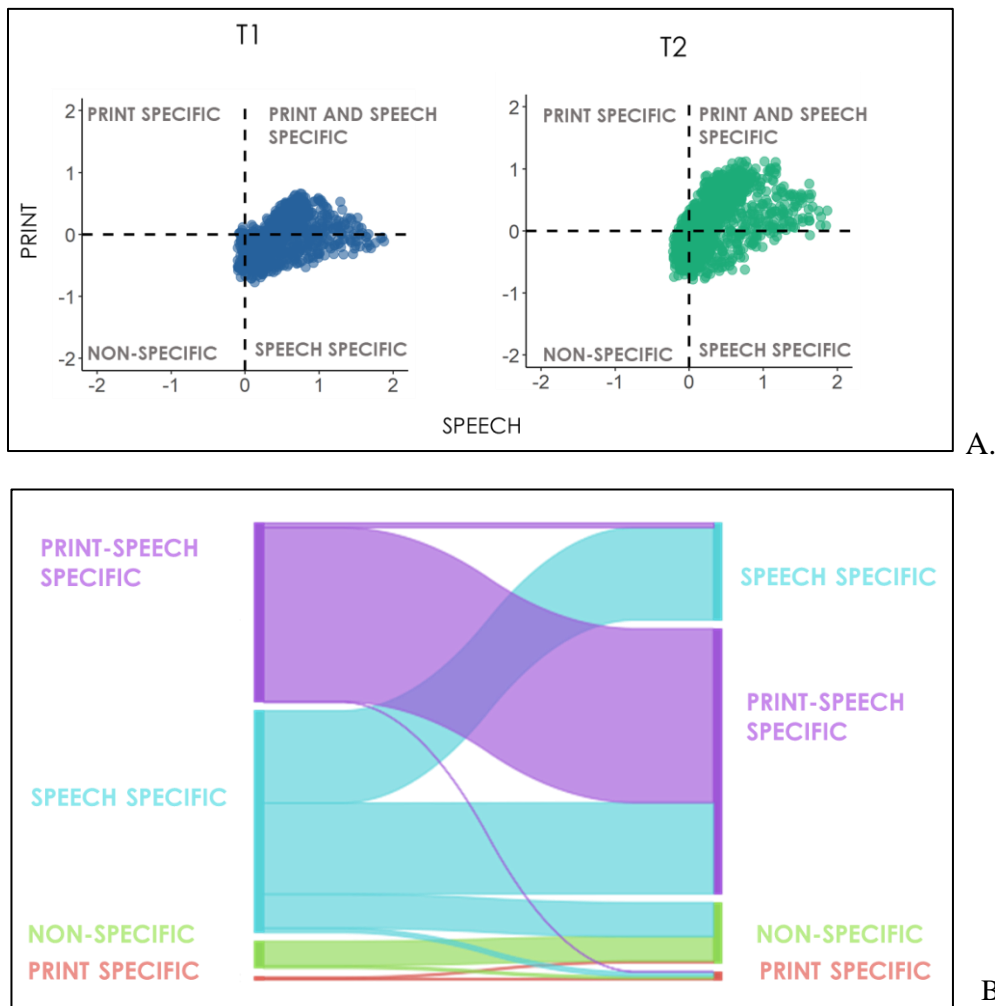 T1
T2
2
PRINT SPECIFIC
PRINT AND SPEECH
SPECIFIC
1
0
-1
-2
NON-SPECIFIC
SPEECH SPECIFIC
-2
-1
0
1
2
PRINT
2
PRINT SPECIFIC
PRINT AND SPEECH
SPECIFIC
1
0
-1
-2
NON-SPECIFIC
SPEECH SPECIFIC
-2
-1
0
1
2
SPEECH
A.
PRINT-SPEECH
SPECIFIC
SPEECH SPECIFIC
NON-SPECIFIC
PRINT SPECIFIC
SPEECH SPECIFIC
PRINT-SPEECH
SPECIFIC
NON-SPECIFIC
PRINT SPECIFIC
B